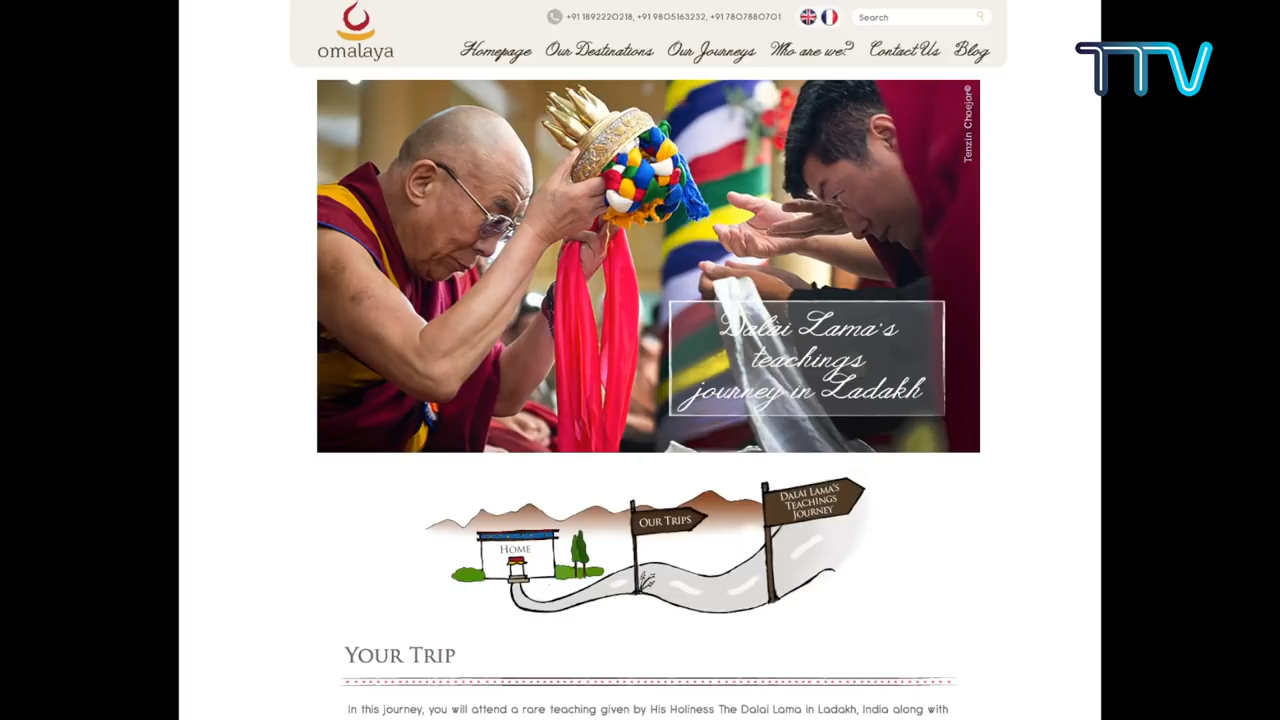 omalaya
+91 1892220218, +91 9805163232, +91 7807880701
Search
Homepage Our Destinations Our Journeys Who are we? Contact Us Blog
TTV
Tenzin Choejor©
Dalai Lama's
teachings
journey in Ladakh
Home
Our Trips
Dalai Lama's
Teachings
Journey
Your Trip
In this journey, you will attend a rare teaching given by His Holiness The Dalai Lama in Ladakh, India along with